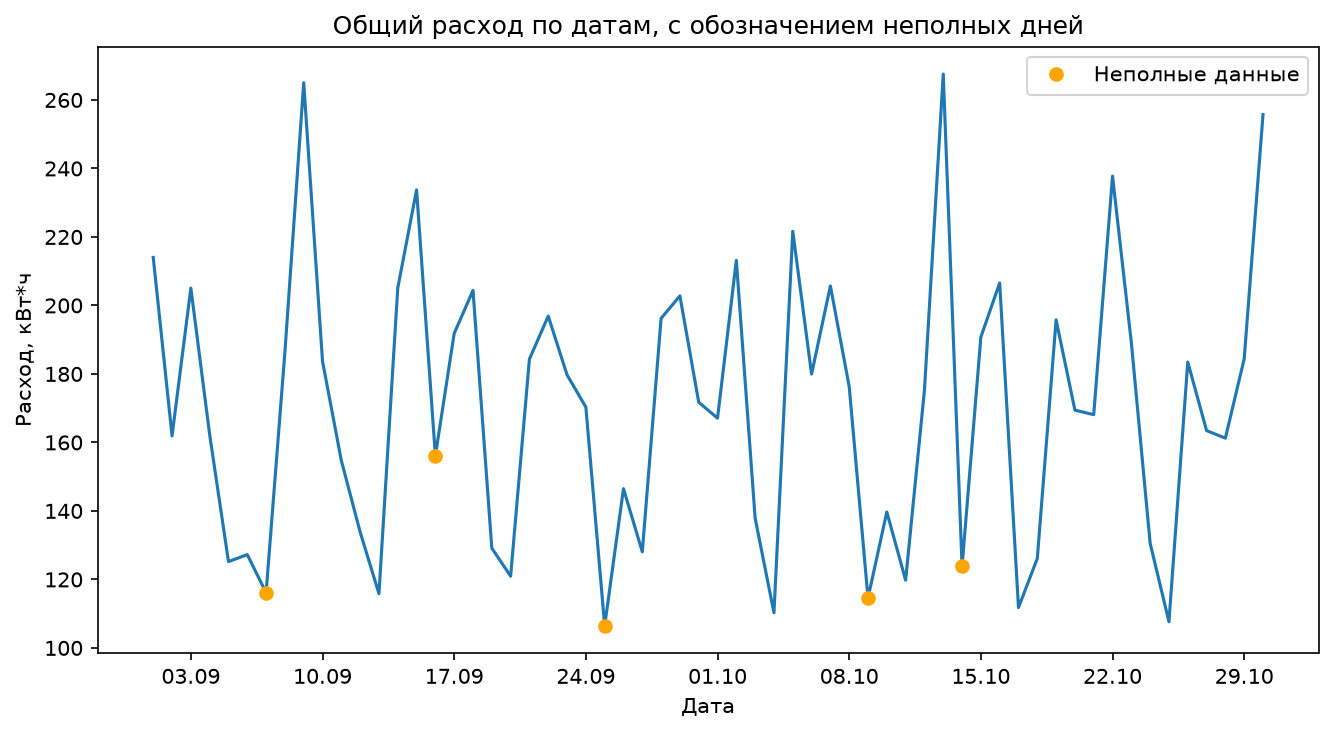 Общий расход по датам, с обозначением неполных дней
Неполные данные
Расход, кВт*ч
260
240
220
200
180
160
140
120
100
03.09 10.09 17.09 24.09 01.10 08.10 15.10 22.10 29.10
Дата